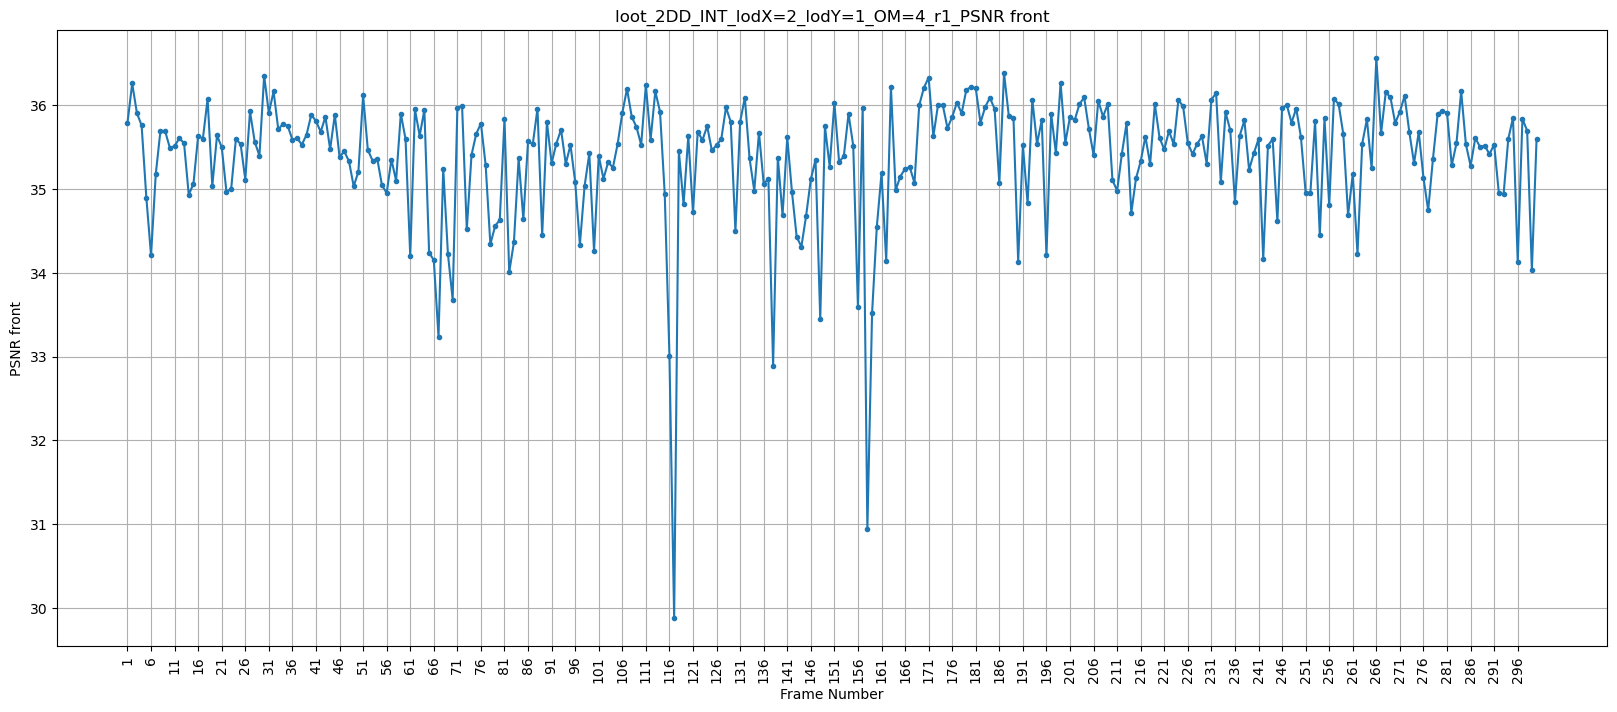 loot_2DD_INT_lodX=2_lodY=1_OM=4_r1_PSNR front
PSNR front
36
35
34
33
32
31
30
1 6 11 16 21 26 31 36 41 46 51 56 61 66 71 76 81 86 91 96 101 106 111 116 121 126 131 136 141 146 151 156 161 166 171 176 181 186 191 196 201 206 211 216 221 226 231 236 241 246 251 256 261 266 271 276 281 286 291 296
Frame Number